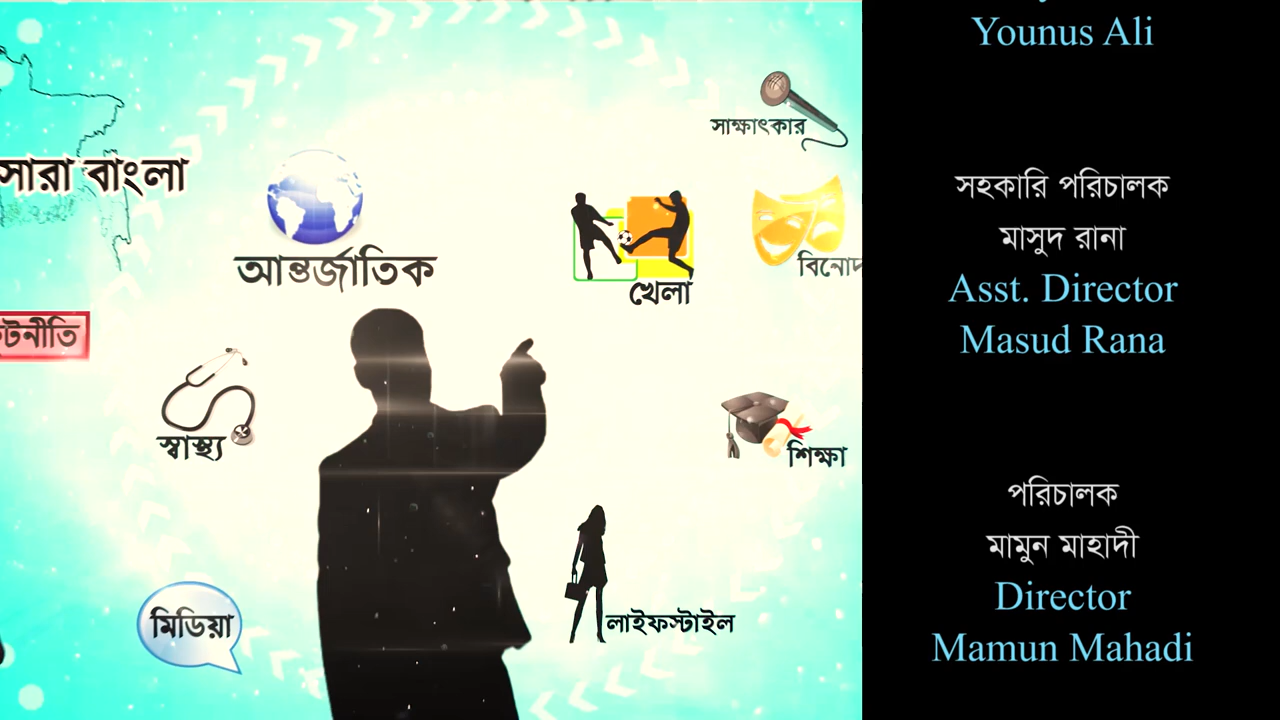 সাক্ষাৎকার
সারা বাংলা
আন্তর্জাতিক
খেলা
স্বাস্থ্য
শিক্ষা
মিডিয়া
লাইফস্টাইল
Younus Ali
সহকারি পরিচালক
মাসুদ রানা
Asst. Director
Masud Rana
পরিচালক
মামুন মাহাদী
Director
Mamun Mahadi